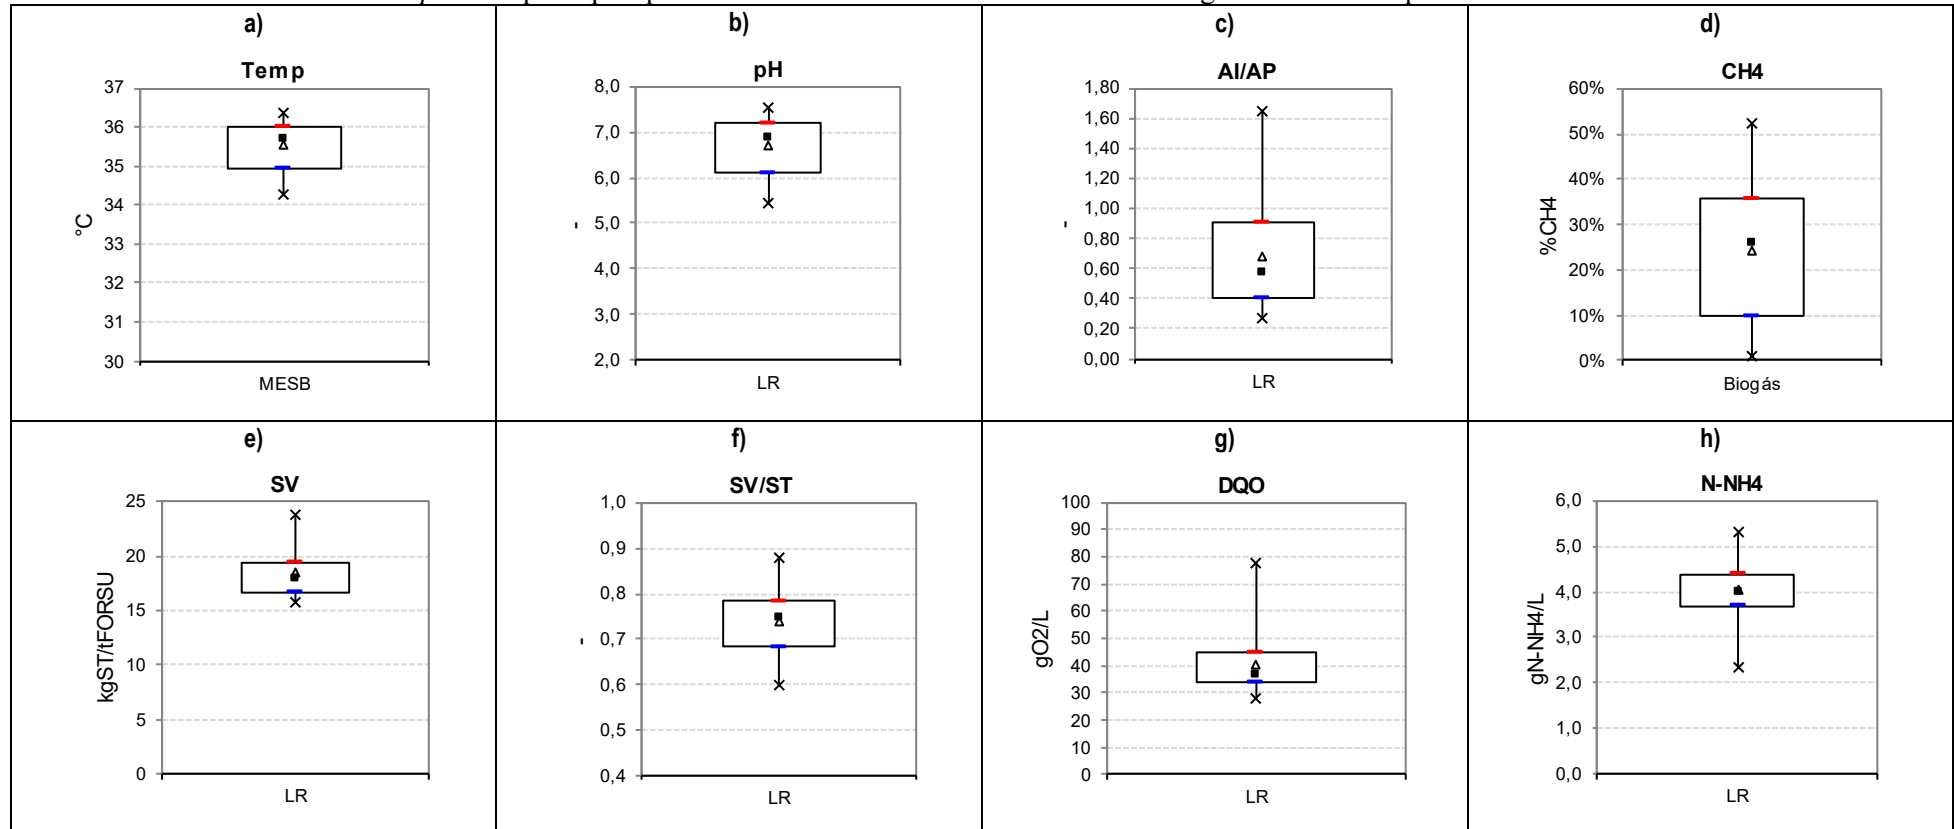 a)
Temp
°C
37
36
35
34
33
32
31
30
MESB
b)
pH
-
8,0
7,0
6,0
5,0
4,0
3,0
2,0
LR
c)
AI/AP
-
1,80
1,60
1,40
1,20
1,00
0,80
0,60
0,40
0,20
0,00
LR
d)
CH4
%CH4
60%
50%
40%
30%
20%
10%
0%
Biogás
e)
SV
kgST/tFORSU
25
20
15
10
5
0
LR
f)
SV/ST
-
1,0
0,9
0,8
0,7
0,6
0,5
0,4
LR
g)
DQO
gO2/L
100
90
80
70
60
50
40
30
20
10
0
LR
h)
N-NH4
gN-NH4/L
6,0
5,0
4,0
3,0
2,0
1,0
0,0
LR